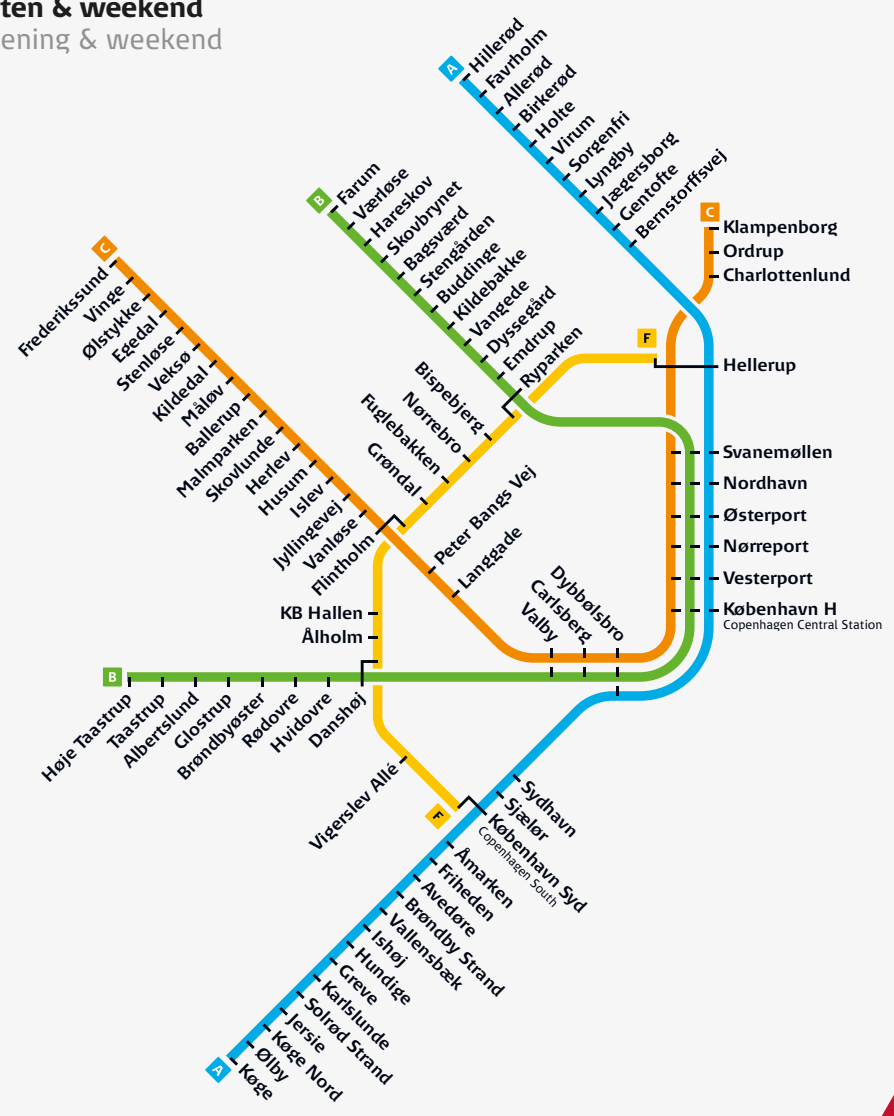 ten & weekend
ening & weekend
A
Hillerød
Favrholm
Allerød
Birkerød
Holte
Virum
Sorgenfri
Lyngby
Jægersborg
Gentofte
Bernstorffsvej
B
Farum
Værløse
Hareskov
Skovbrynet
Bagsværd
Stengården
Buddinge
Kildebakke
Vangede
Dyssegård
Emdrup
Ryparken
C
Klampenborg
Ordrup
Charlottenlund
C
Frederikssund
Vinge
Ølstykke
Egedal
Stenløse
Veksø
Kildedal
Måløv
Ballerup
Malmparken
Skovlunde
Herlev
Husum
Islev
Jyllingevej
Vanløse
Flintholm
Peter Bangs Vej
Langgade
Valby
Carlsberg
Dybbølsbro
F
Hellerup
Bispebjerg
Nørrebro
Fuglebakken
Grøndal
Svanemøllen
Nordhavn
Østerport
Nørreport
Vesterport
København H
Copenhagen Central Station
KB Hallen
Ålholm
B
Høje Taastrup
Taastrup
Albertslund
Glostrup
Brøndbyøster
Rødovre
Hvidovre
Danshøj
Vigerslev Allé
F
Sydhavn
Sjælør
København Syd
Copenhagen South
Åmarken
Friheden
Avedøre
Brøndby Strand
Vallensbæk
Ishøj
Hundige
Greve
Karlslunde
Solrød Strand
Jersie
Køge Nord
Ølby
Køge
A